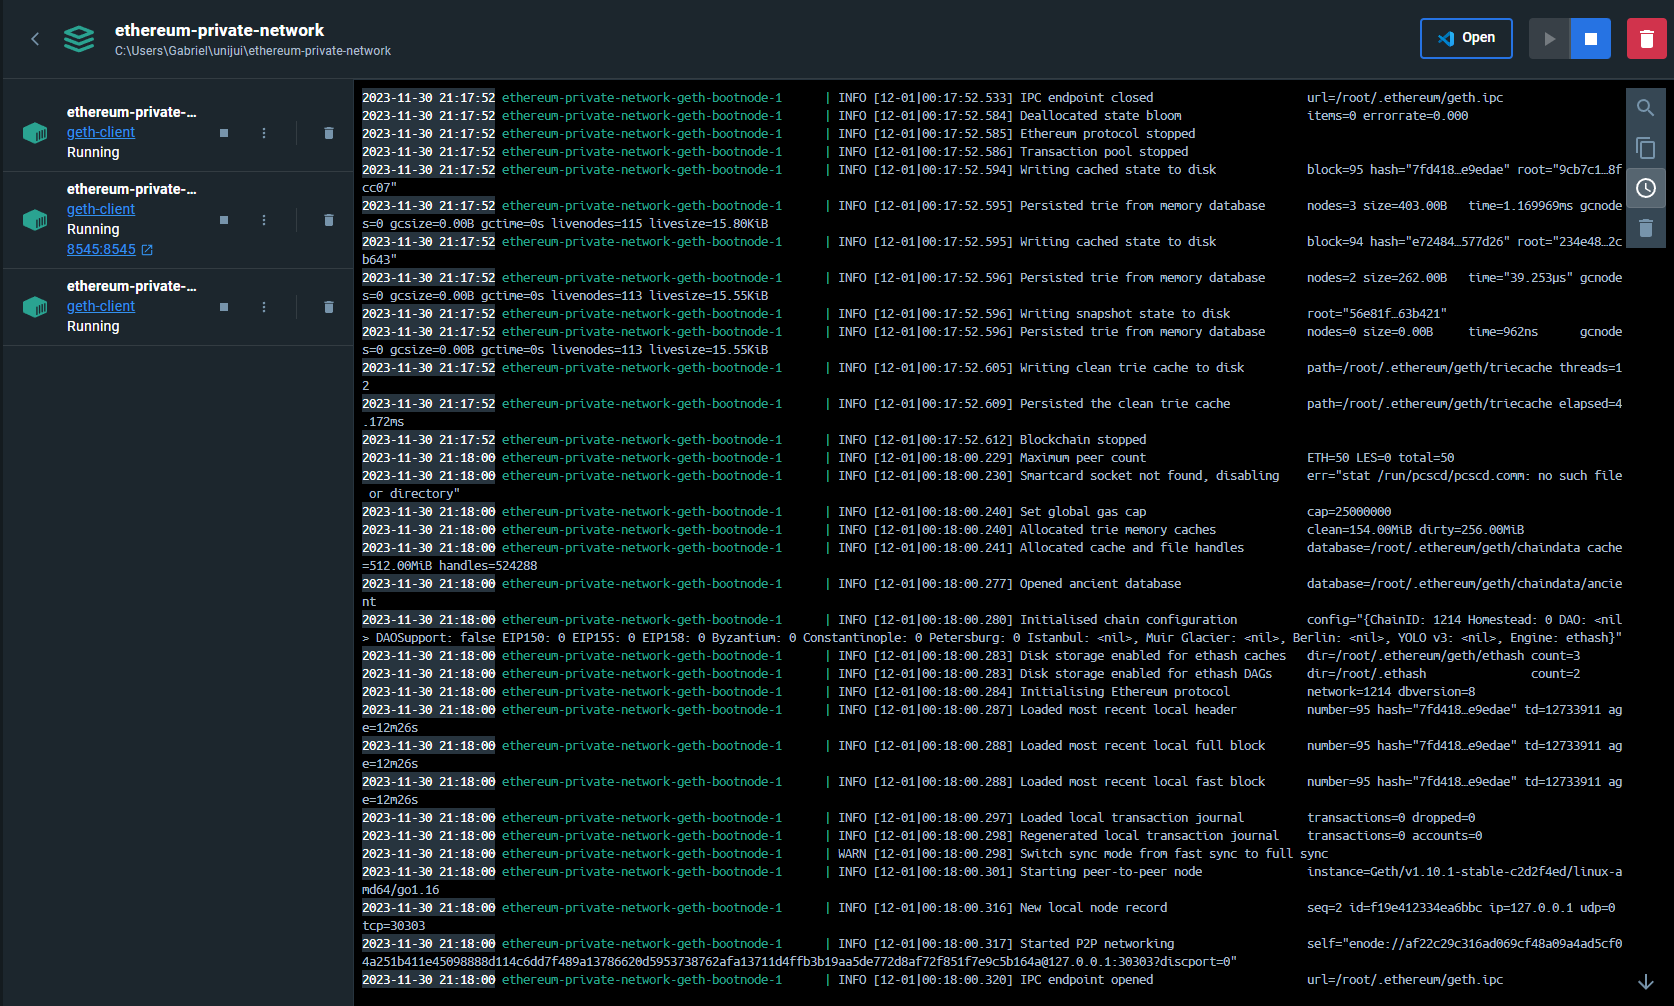 ethereum-private-network
C:\Users\Gabriel\unijui\ethereum-private-network
Open
ethereum-private-...
geth-client
Running
ethereum-private-...
geth-client
Running
8545:8545
ethereum-private-...
geth-client
Running
2023-11-30 21:17:52 ethereum-private-network-geth-bootnode-1 | INFO [12-01|00:17:52.533] IPC endpoint closed url=/root/.ethereum/geth.ipc
2023-11-30 21:17:52 ethereum-private-network-geth-bootnode-1 | INFO [12-01|00:17:52.584] Deallocated state bloom items=0 errorrate=0.000
2023-11-30 21:17:52 ethereum-private-network-geth-bootnode-1 | INFO [12-01|00:17:52.585] Ethereum protocol stopped
2023-11-30 21:17:52 ethereum-private-network-geth-bootnode-1 | INFO [12-01|00:17:52.586] Transaction pool stopped
2023-11-30 21:17:52 ethereum-private-network-geth-bootnode-1 | INFO [12-01|00:17:52.594] Writing cached state to disk block=95 hash="7fd418…e9edae" root="9cb7c1…8f
cc07"
2023-11-30 21:17:52 ethereum-private-network-geth-bootnode-1 | INFO [12-01|00:17:52.595] Persisted trie from memory database nodes=3 size=403.00B time=1.169969ms gcnode
s=0 gcsize=0.00B gctime=0s livenodes=115 livesize=15.80KiB
2023-11-30 21:17:52 ethereum-private-network-geth-bootnode-1 | INFO [12-01|00:17:52.595] Writing cached state to disk block=94 hash="e72484…577d26" root="234e48…2c
b643"
2023-11-30 21:17:52 ethereum-private-network-geth-bootnode-1 | INFO [12-01|00:17:52.596] Persisted trie from memory database nodes=2 size=262.00B time="39.253µs" gcnode
s=0 gcsize=0.00B gctime=0s livenodes=113 livesize=15.55KiB
2023-11-30 21:17:52 ethereum-private-network-geth-bootnode-1 | INFO [12-01|00:17:52.596] Writing snapshot state to disk root="56e81f…63b421"
2023-11-30 21:17:52 ethereum-private-network-geth-bootnode-1 | INFO [12-01|00:17:52.596] Persisted trie from memory database nodes=0 size=0.00B time=962ns gcnode
s=0 gcsize=0.00B gctime=0s livenodes=113 livesize=15.55KiB
2023-11-30 21:17:52 ethereum-private-network-geth-bootnode-1 | INFO [12-01|00:17:52.605] Writing clean trie cache to disk path=/root/.ethereum/geth/triecache threads=1
2
2023-11-30 21:17:52 ethereum-private-network-geth-bootnode-1 | INFO [12-01|00:17:52.609] Persisted the clean trie cache path=/root/.ethereum/geth/triecache elapsed=4
.172ms
2023-11-30 21:17:52 ethereum-private-network-geth-bootnode-1 | INFO [12-01|00:17:52.612] Blockchain stopped
2023-11-30 21:18:00 ethereum-private-network-geth-bootnode-1 | INFO [12-01|00:18:00.229] Maximum peer count ETH=50 LES=0 total=50
2023-11-30 21:18:00 ethereum-private-network-geth-bootnode-1 | INFO [12-01|00:18:00.230] Smartcard socket not found, disabling err="stat /run/pcscd/pcscd.comm: no such file
or directory"
2023-11-30 21:18:00 ethereum-private-network-geth-bootnode-1 | INFO [12-01|00:18:00.240] Set global gas cap cap=25000000
2023-11-30 21:18:00 ethereum-private-network-geth-bootnode-1 | INFO [12-01|00:18:00.240] Allocated trie memory caches clean=154.00MiB dirty=256.00MiB
2023-11-30 21:18:00 ethereum-private-network-geth-bootnode-1 | INFO [12-01|00:18:00.241] Allocated cache and file handles database=/root/.ethereum/geth/chaindata cache
=512.00MiB handles=524288
2023-11-30 21:18:00 ethereum-private-network-geth-bootnode-1 | INFO [12-01|00:18:00.277] Opened ancient database database=/root/.ethereum/geth/chaindata/ancie
nt
2023-11-30 21:18:00 ethereum-private-network-geth-bootnode-1 | INFO [12-01|00:18:00.280] Initialised chain configuration config="{ChainID: 1214 Homestead: 0 DAO: <nil
> DAOSupport: false EIP150: 0 EIP155: 0 EIP158: 0 Byzantium: 0 Constantinople: 0 Petersburg: 0 Istanbul: <nil>, Muir Glacier: <nil>, Berlin: <nil>, YOLO v3: <nil>, Engine: ethash}"
2023-11-30 21:18:00 ethereum-private-network-geth-bootnode-1 | INFO [12-01|00:18:00.283] Disk storage enabled for ethash caches dir=/root/.ethereum/geth/ethash count=3
2023-11-30 21:18:00 ethereum-private-network-geth-bootnode-1 | INFO [12-01|00:18:00.283] Disk storage enabled for ethash DAGs dir=/root/.ethash count=2
2023-11-30 21:18:00 ethereum-private-network-geth-bootnode-1 | INFO [12-01|00:18:00.284] Initialising Ethereum protocol network=1214 dbversion=8
2023-11-30 21:18:00 ethereum-private-network-geth-bootnode-1 | INFO [12-01|00:18:00.287] Loaded most recent local header number=95 hash="7fd418…e9edae" td=12733911 ag
e=12m26s
2023-11-30 21:18:00 ethereum-private-network-geth-bootnode-1 | INFO [12-01|00:18:00.288] Loaded most recent local full block number=95 hash="7fd418…e9edae" td=12733911 ag
e=12m26s
2023-11-30 21:18:00 ethereum-private-network-geth-bootnode-1 | INFO [12-01|00:18:00.288] Loaded most recent local fast block number=95 hash="7fd418…e9edae" td=12733911 ag
e=12m26s
2023-11-30 21:18:00 ethereum-private-network-geth-bootnode-1 | INFO [12-01|00:18:00.297] Loaded local transaction journal transactions=0 dropped=0
2023-11-30 21:18:00 ethereum-private-network-geth-bootnode-1 | INFO [12-01|00:18:00.298] Regenerated local transaction journal transactions=0 accounts=0
2023-11-30 21:18:00 ethereum-private-network-geth-bootnode-1 | WARN [12-01|00:18:00.298] Switch sync mode from fast sync to full sync
2023-11-30 21:18:00 ethereum-private-network-geth-bootnode-1 | INFO [12-01|00:18:00.301] Starting peer-to-peer node instance=Geth/v1.10.1-stable-c2d2f4ed/linux-a
md64/go1.16
2023-11-30 21:18:00 ethereum-private-network-geth-bootnode-1 | INFO [12-01|00:18:00.316] New local node record seq=2 id=f19e412334ea6bbc ip=127.0.0.1 udp=0
tcp=30303
2023-11-30 21:18:00 ethereum-private-network-geth-bootnode-1 | INFO [12-01|00:18:00.317] Started P2P networking self="enode://af22c29c316ad069cf48a09a4ad5cf0
4a251b411e45098888d114c6dd7f489a13786620d5953738762afa13711d4ffb3b19aa5de772d8af72f851f7e9c5b164a@127.0.0.1:30303?discport=0"
2023-11-30 21:18:00 ethereum-private-network-geth-bootnode-1 | INFO [12-01|00:18:00.320] IPC endpoint opened url=/root/.ethereum/geth.ipc